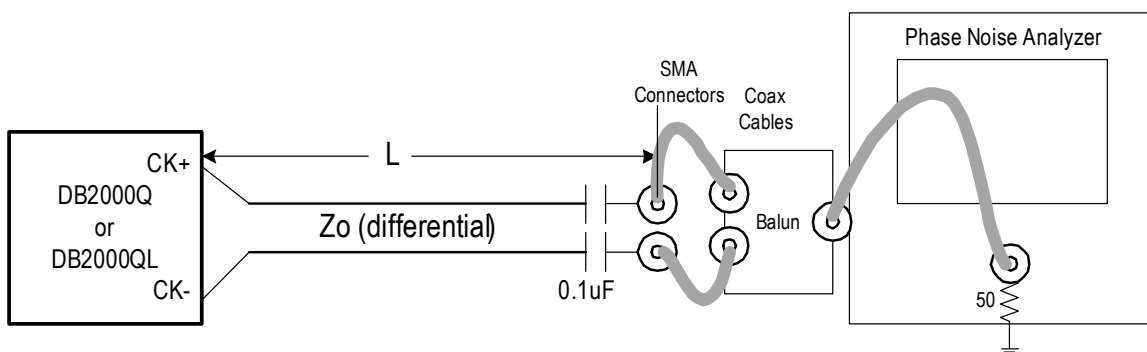 Phase Noise Analyzer
SMA
Connectors
Coax
Cables
CK+
L
DB2000Q
or
DB2000QL
Zo (differential)
Balun
CK-
0.1uF
50